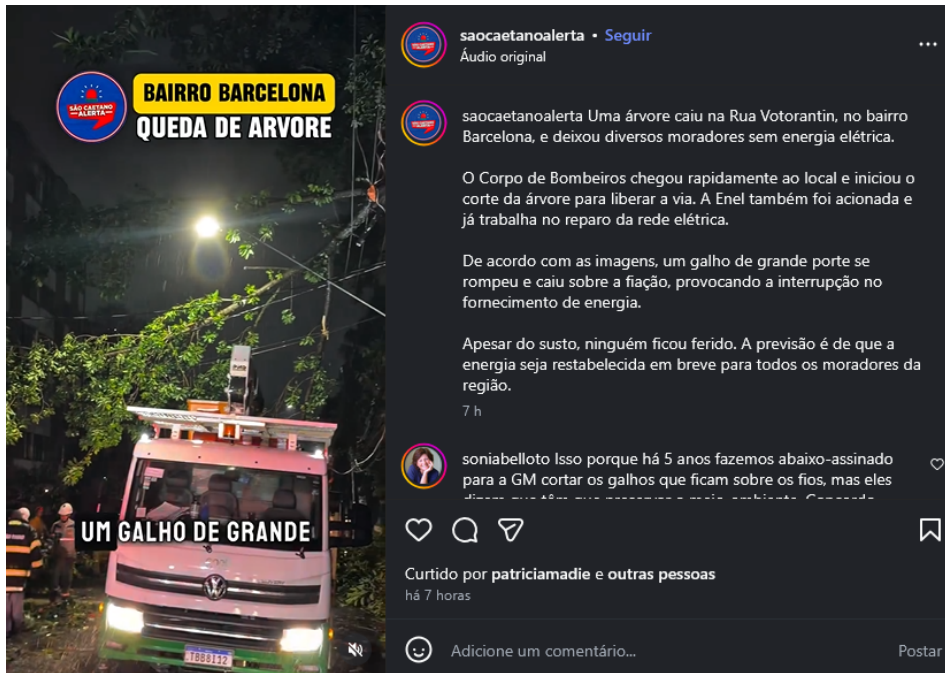 SÃO CAETANO
ALERTA
BAIRRO BARCELONA
QUEDA DE ARVORE
UM GALHO DE GRANDE
saocaetanoalerta • Seguir
Áudio original
saocaetanoalerta Uma árvore caiu na Rua Votorantin, no bairro
Barcelona, e deixou diversos moradores sem energia elétrica.
O Corpo de Bombeiros chegou rapidamente ao local e iniciou o
corte da árvore para liberar a via. A Enel também foi acionada e
já trabalha no reparo da rede elétrica.
De acordo com as imagens, um galho de grande porte se
rompeu e caiu sobre a fiação, provocando a interrupção no
fornecimento de energia.
Apesar do susto, ninguém ficou ferido. A previsão é de que a
energia seja restabelecida em breve para todos os moradores da
região.
7 h
soniabelloto Isso porque há 5 anos fazemos abaixo-assinado
para a GM cortar os galhos que ficam sobre os fios, mas eles
Curtido por patriciamadie e outras pessoas
há 7 horas
Adicione um comentário...
Postar